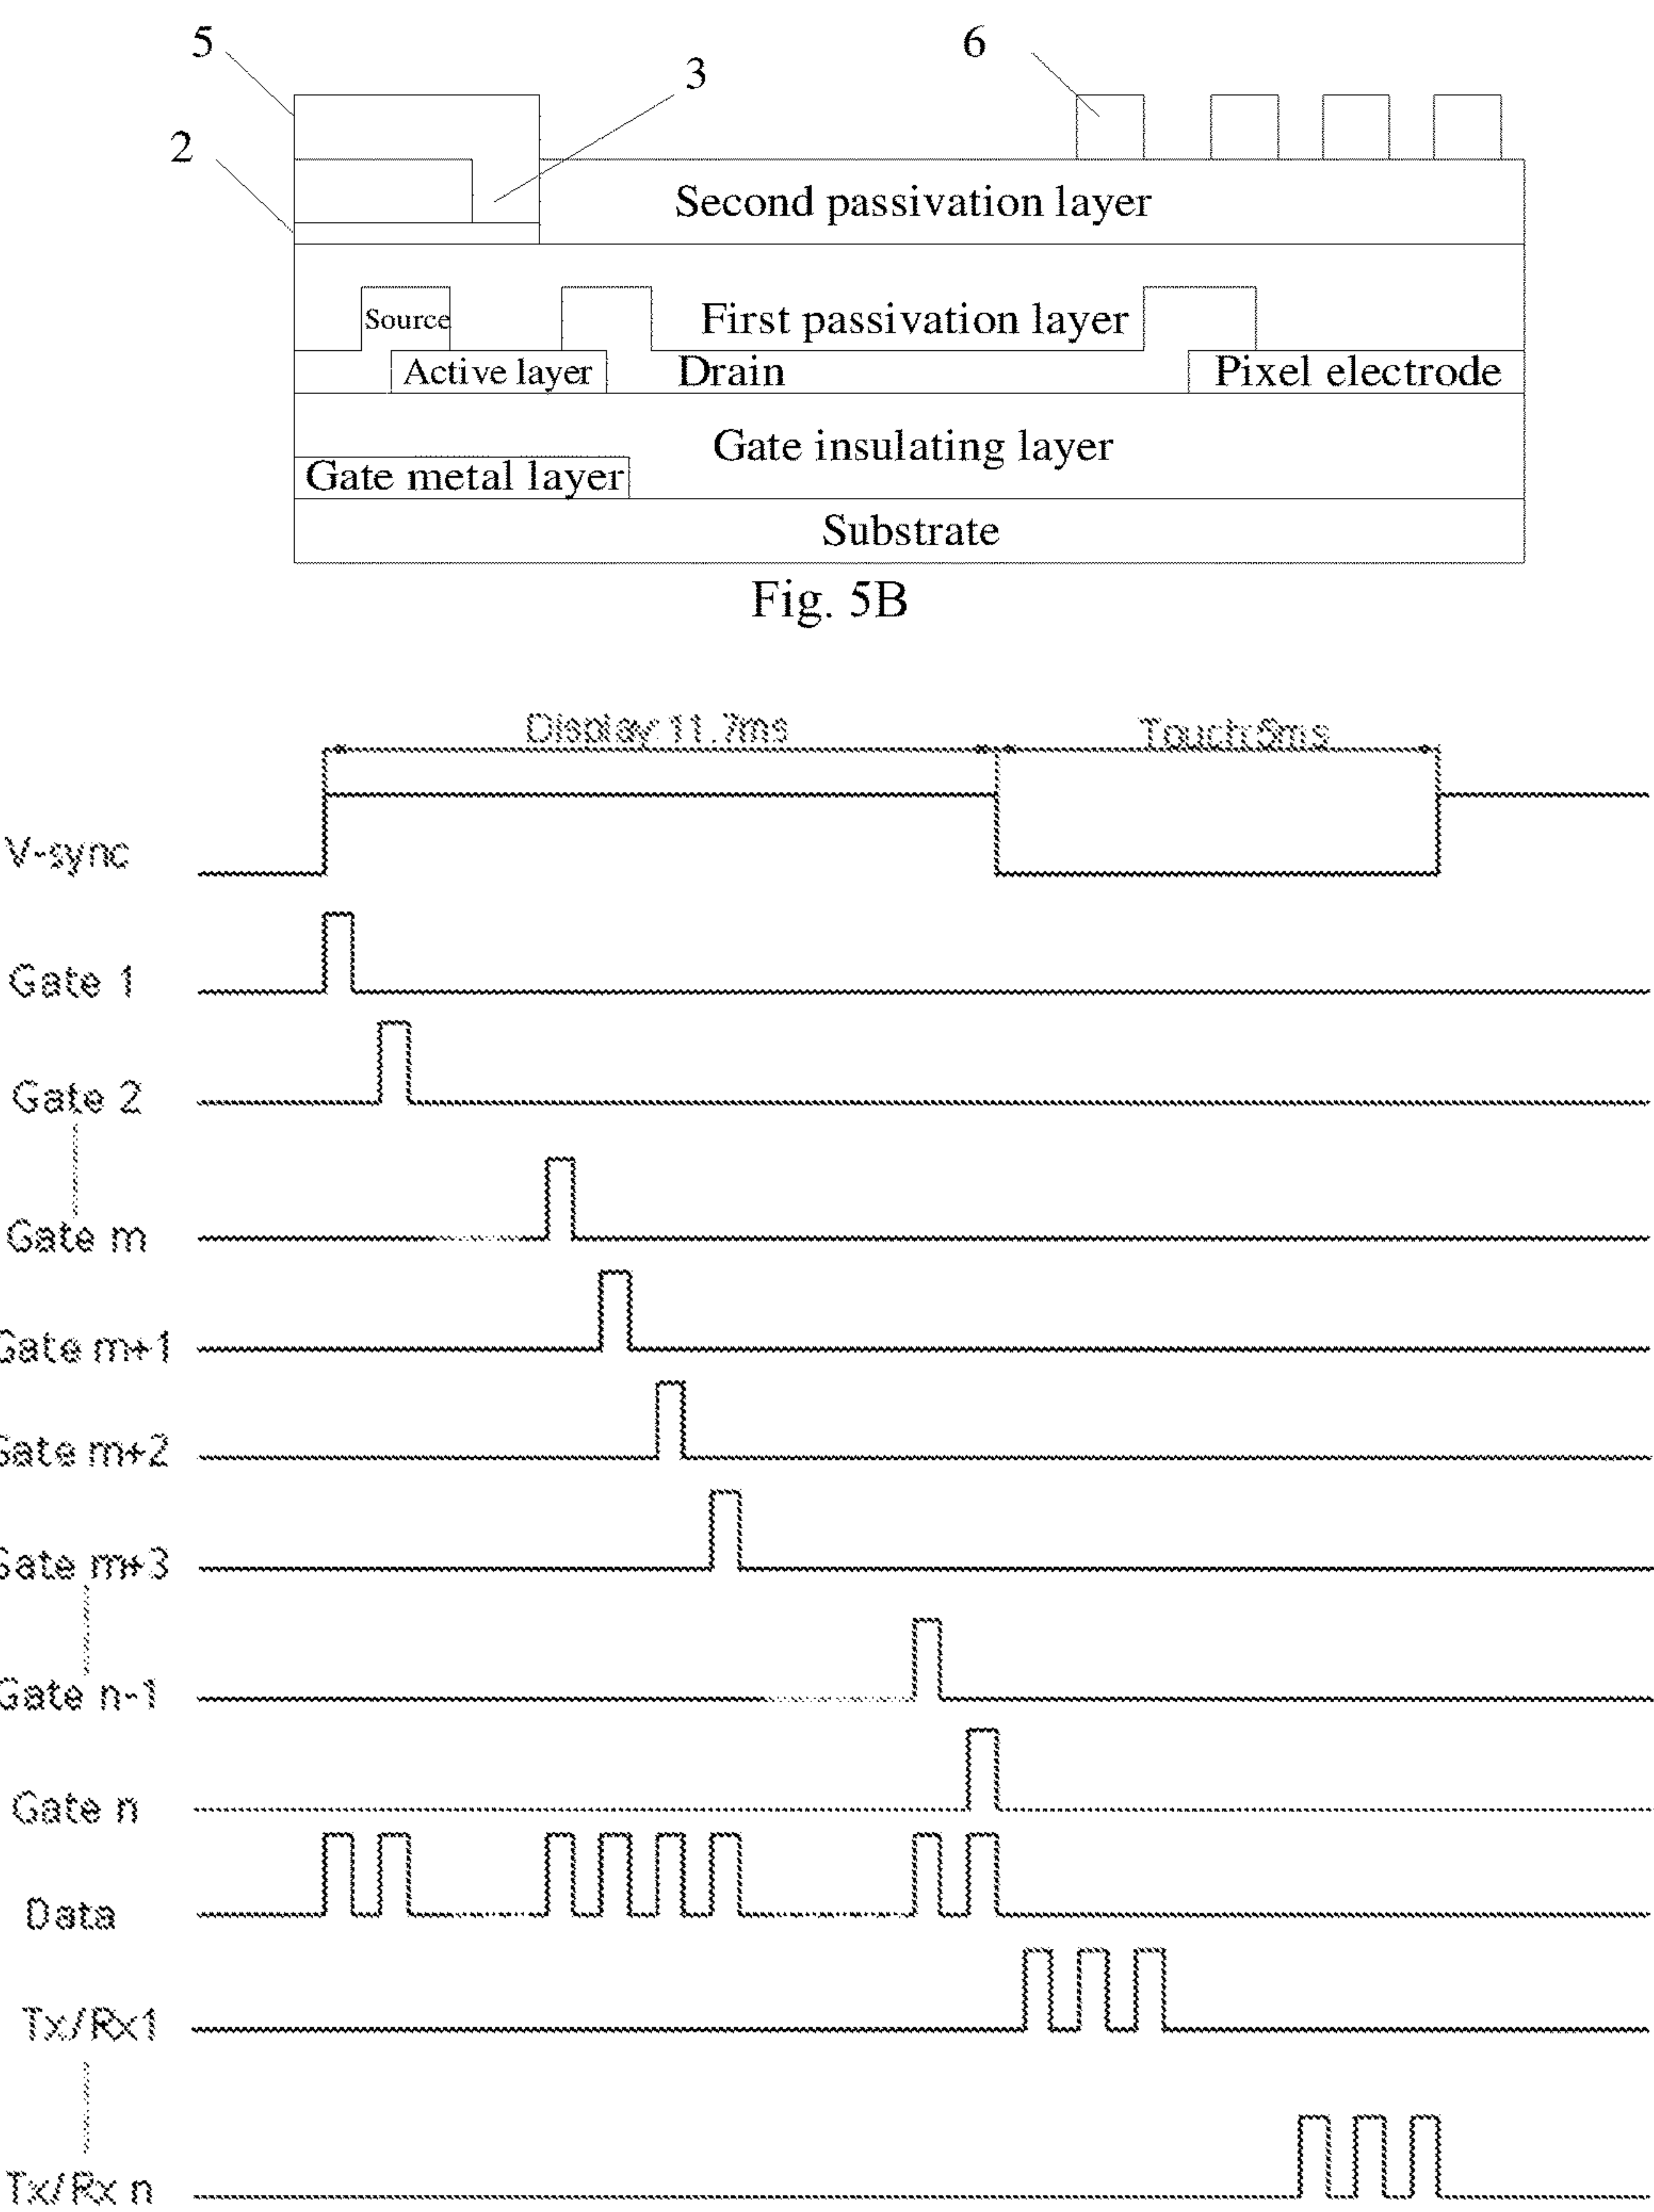 5
6
3
2
Second passivation layer
Source
First passivation layer
Active layer
Drain
Pixel electrode
Gate insulating layer
Gate metal layer
Substrate
Fig. 5B
Display:11.7ms
Touch:5ms
V-sync
Gate 1
Gate 2
Gate m
Gate m+1
Gate m+2
Gate m+3
Gate n-1
Gate n
Data
Tx/Rx1
Tx/Rx n